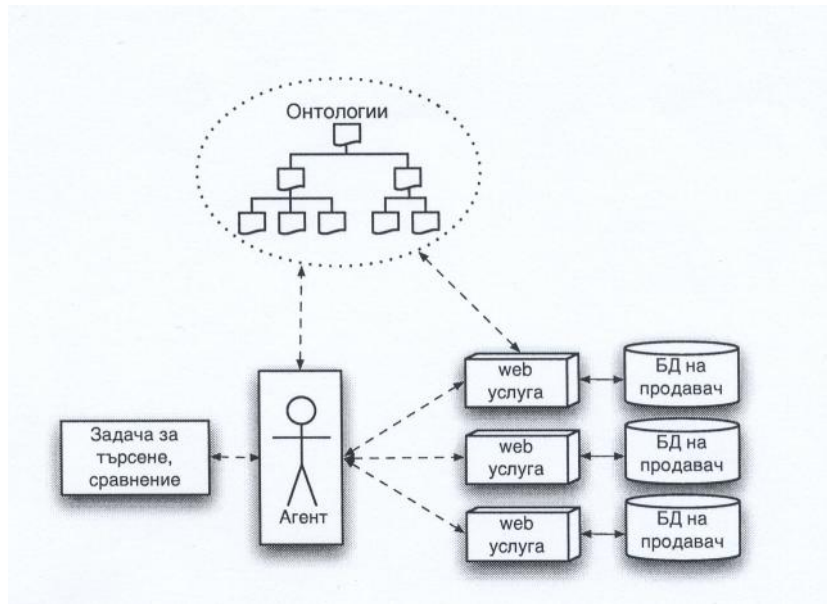 Онтологии
web
услуга
БД на
продавач
Задача за
търсене,
сравнение
Агент
web
услуга
БД на
продавач
web
услуга
БД на
продавач